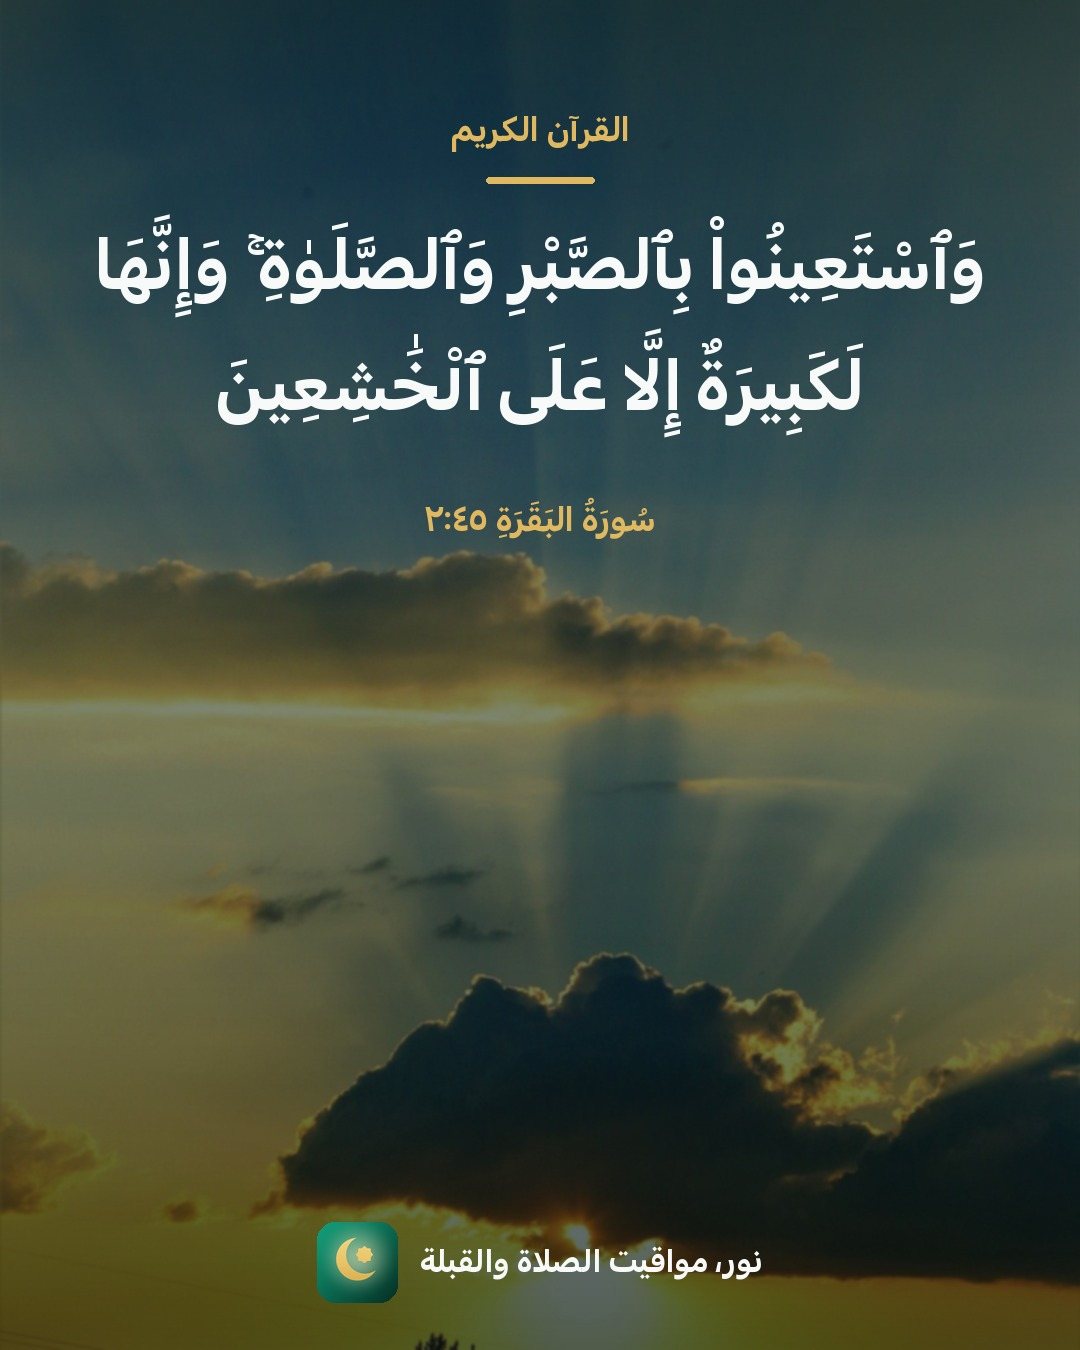 القرآن الكريم
وَٱسْتَعِينُواْ بِٱلصَّبْرِ وَٱلصَّلَوٰةِ ۚ وَإِنَّهَا
لَكَبِيرَةٌ إِلَّا عَلَى ٱلْخَٰشِعِينَ
سُورَةُ البَقَرَةِ ٢:٤٥
نور، مواقيت الصلاة والقبلة